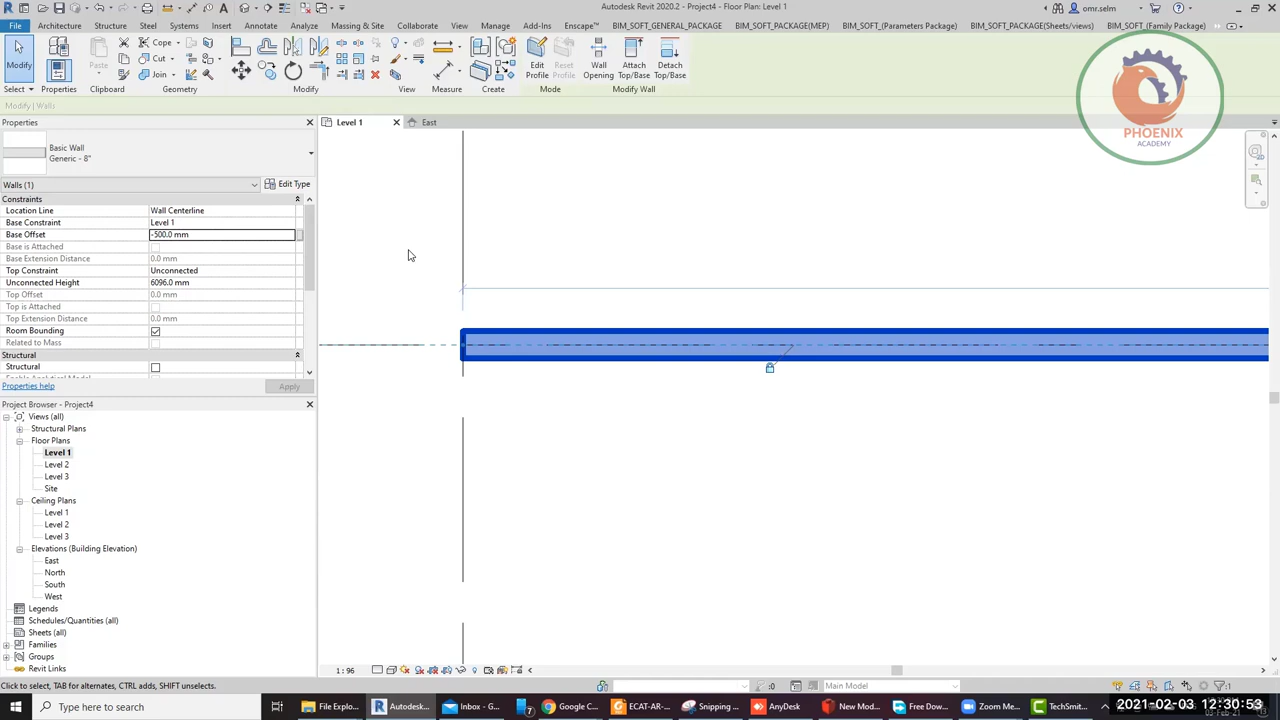 Autodesk Revit 2020.2 - Project4 - Floor Plan: Level 1
omr.selm
File Architecture Structure Steel Systems Insert Annotate Analyze Massing & Site Collaborate View Manage Add-Ins Enscape™ BIM_SOFT_GENERAL_PACKAGE BIM_SOFT_PACKAGE(MEP) BIM_SOFT_(Parameters Package) BIM_SOFT_PACKAGE(Sheets/views) BIM_SOFT_(Family Package)
Modify Paste Cope Cut Join Edit Profile Reset Profile Wall Opening Attach Top/Base Detach Top/Base
Select Properties Clipboard Geometry Modify View Measure Create Mode Modify Wall
PHOENIX
ACADEMY
Modify | Walls
Properties
Level 1
East
Basic Wall
Generic - 8"
Walls (1)
Edit Type
Constraints
Location Line Wall Centerline
Base Constraint Level 1
Base Offset -500.0 mm
Base is Attached
Base Extension Distance 0.0 mm
Top Constraint Unconnected
Unconnected Height 6096.0 mm
Top Offset 0.0 mm
Top is Attached
Top Extension Distance 0.0 mm
Room Bounding
Related to Mass
Structural
Structural
Properties help
Apply
Project Browser - Project4
Views (all)
Structural Plans
Floor Plans
Level 1
Level 2
Level 3
Site
Ceiling Plans
Level 1
Level 2
Level 3
Elevations (Building Elevation)
East
North
South
West
Legends
Schedules/Quantities (all)
Sheets (all)
Families
Groups
Revit Links
1 : 96
Click to select, TAB for alternates, CTRL adds, SHIFT unselects.
:0
Main Model
:1
Type here to search
File Explo...
Autodesk...
Inbox - G...
7
Google C...
ECAT-AR-...
Snipping ...
AnyDesk
New Mod...
Free Dow...
Zoom Me...
TechSmit...
2021-02-03 12:30:53